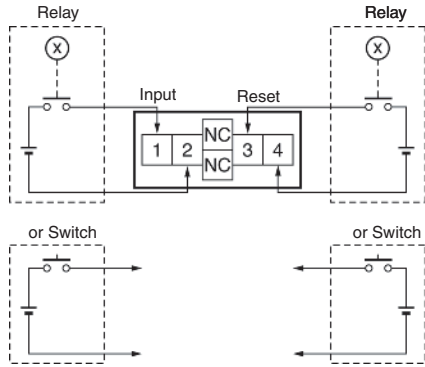 Relay Relay
X X
Input Reset
NC
1 2 3 4
NC
or Switch or Switch